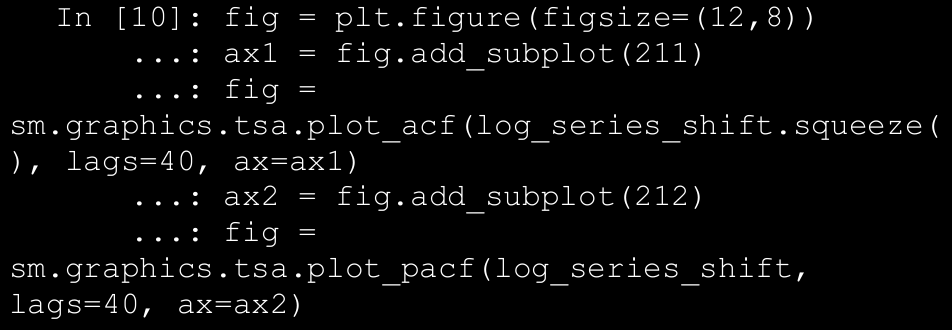 In [10]: fig = plt.figure(figsize=(12,8))
...: ax1 = fig.add_subplot(211)
...: fig =
sm.graphics.tsa.plot_acf(log_series_shift.squeeze(
), lags=40, ax=ax1)
...: ax2 = fig.add_subplot(212)
...: fig =
sm.graphics.tsa.plot_pacf(log_series_shift,
lags=40, ax=ax2)